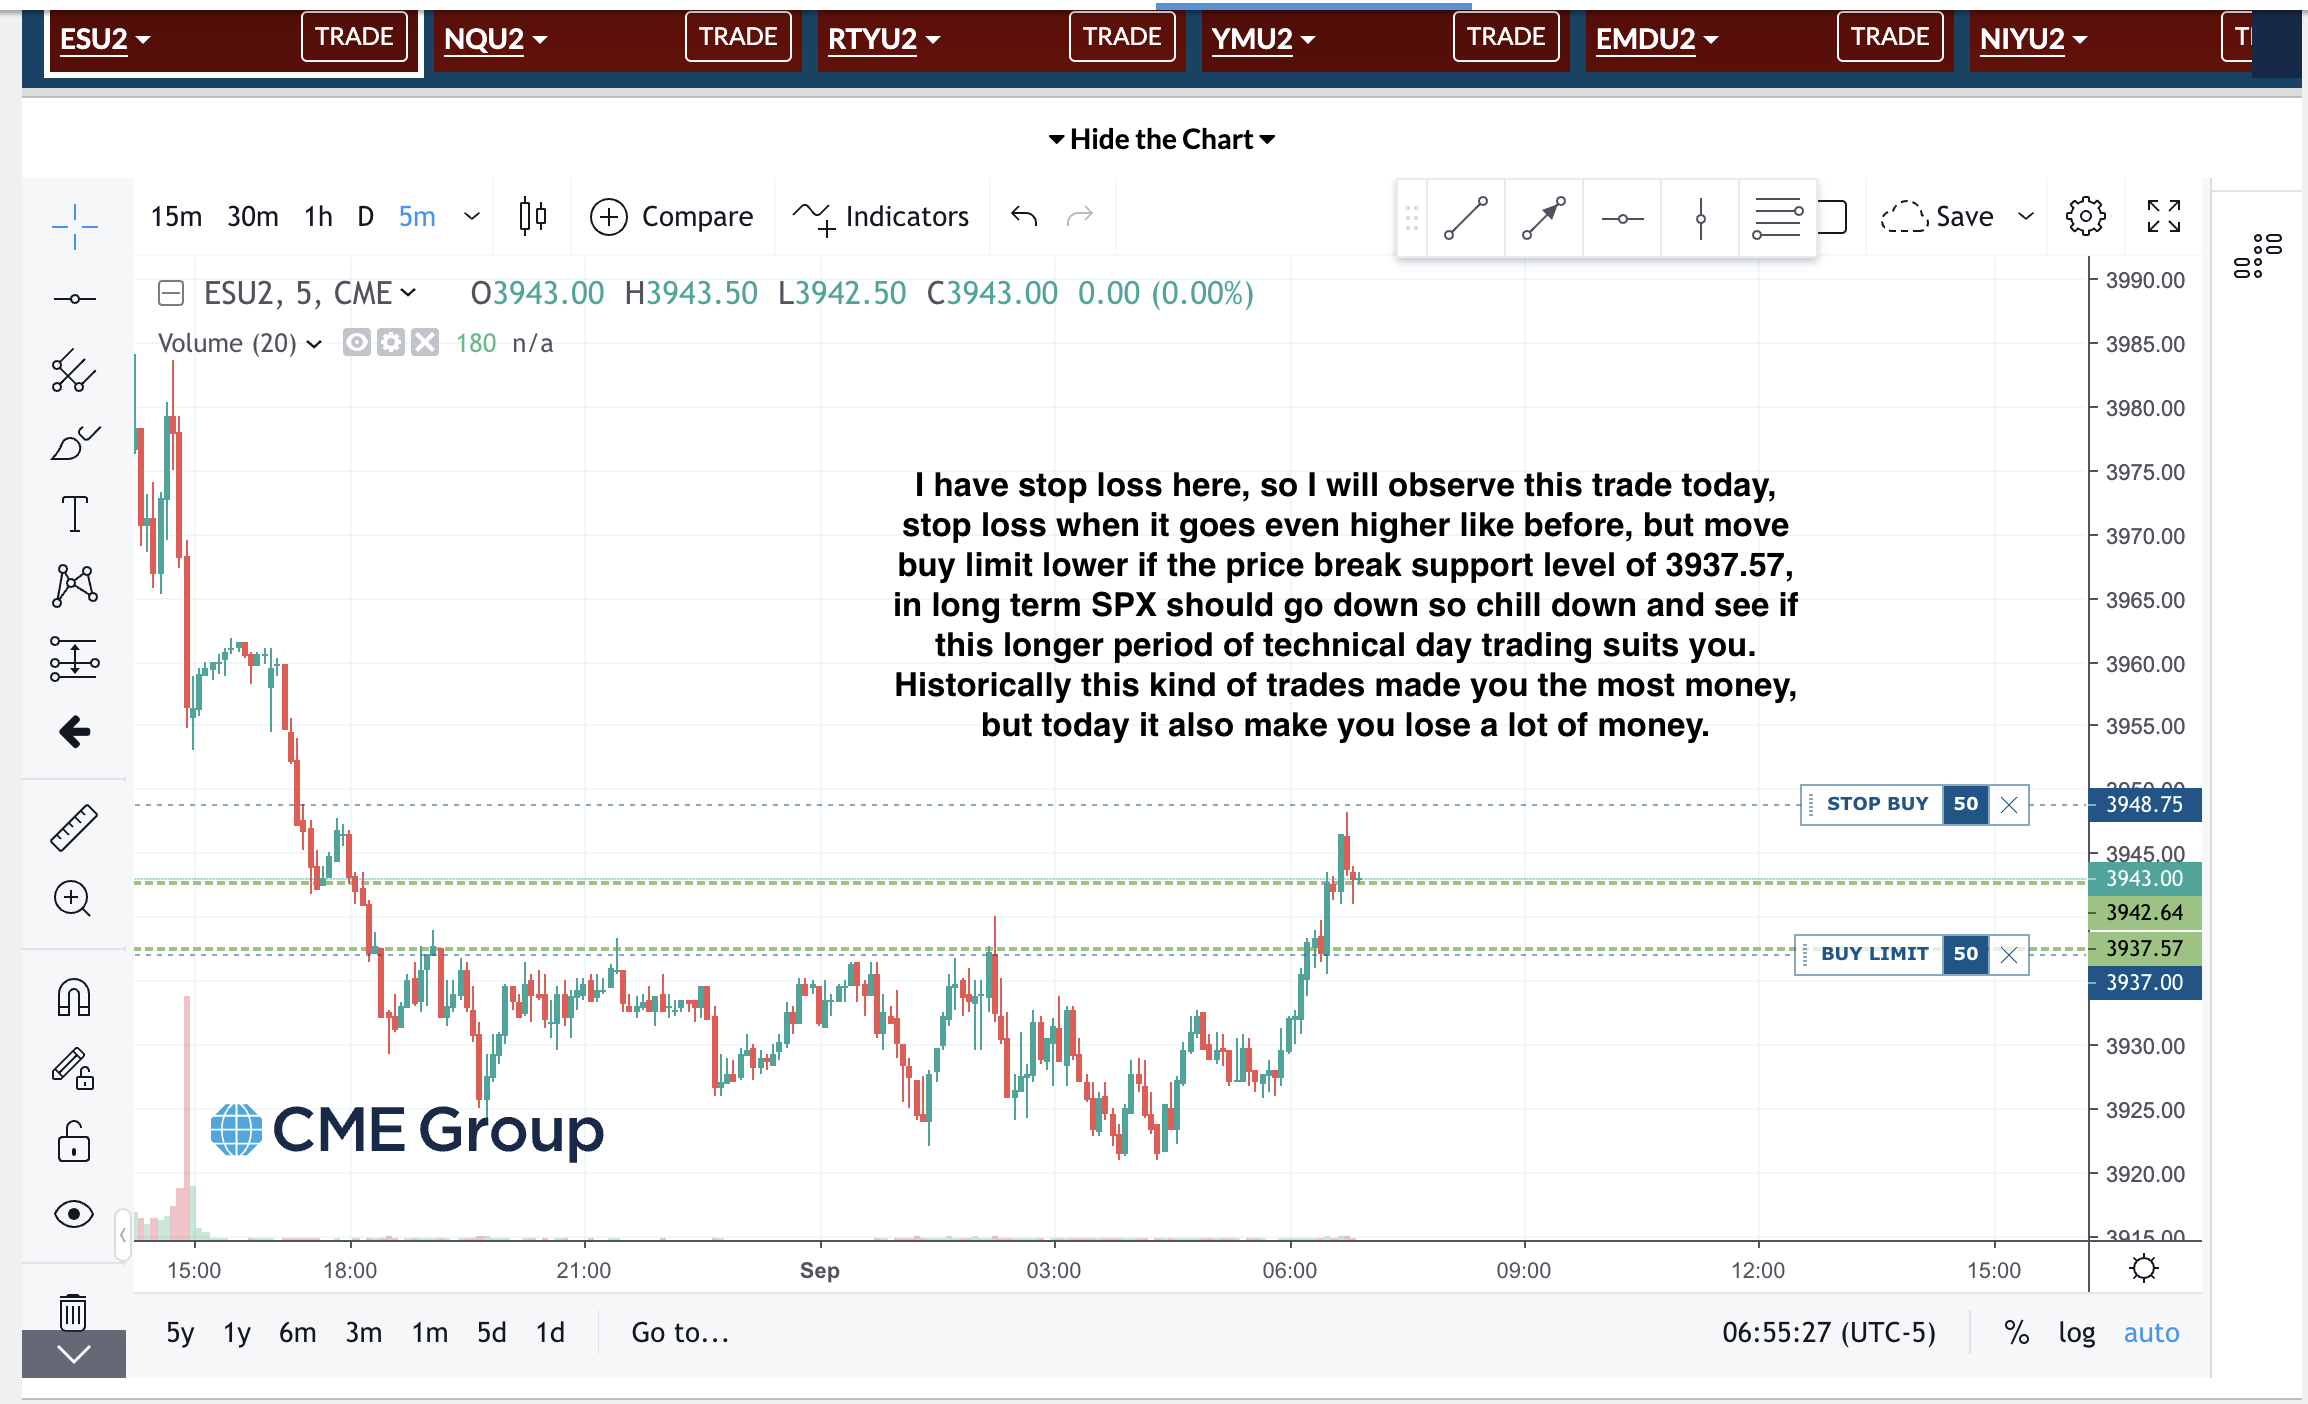 ESU2 TRADE NQU2 TRADE RTYU2 TRADE YMU2 TRADE EMDU2 TRADE NIYU2
Hide the Chart
15m 30m 1h D 5m Compare Indicators Save
ESU2, 5, CME O3943.00 H3943.50 L3942.50 C3943.00 0.00 (0.00%)
Volume (20) 180 n/a
I have stop loss here, so I will observe this trade today,
stop loss when it goes even higher like before, but move
buy limit lower if the price break support level of 3937.57,
in long term SPX should go down so chill down and see if
this longer period of technical day trading suits you.
Historically this kind of trades made you the most money,
but today it also make you lose a lot of money.
3990.00
3985.00
3980.00
3975.00
3970.00
3965.00
3960.00
3955.00
STOP BUY 50 3948.75
3945.00
3943.00
3942.64
3937.57
BUY LIMIT 50
3937.00
3930.00
3925.00
3920.00
3915.00
CME Group
15:00 18:00 21:00 Sep 03:00 06:00 09:00 12:00 15:00
5y 1y 6m 3m 1m 5d 1d Go to... 06:55:27 (UTC-5) % log auto